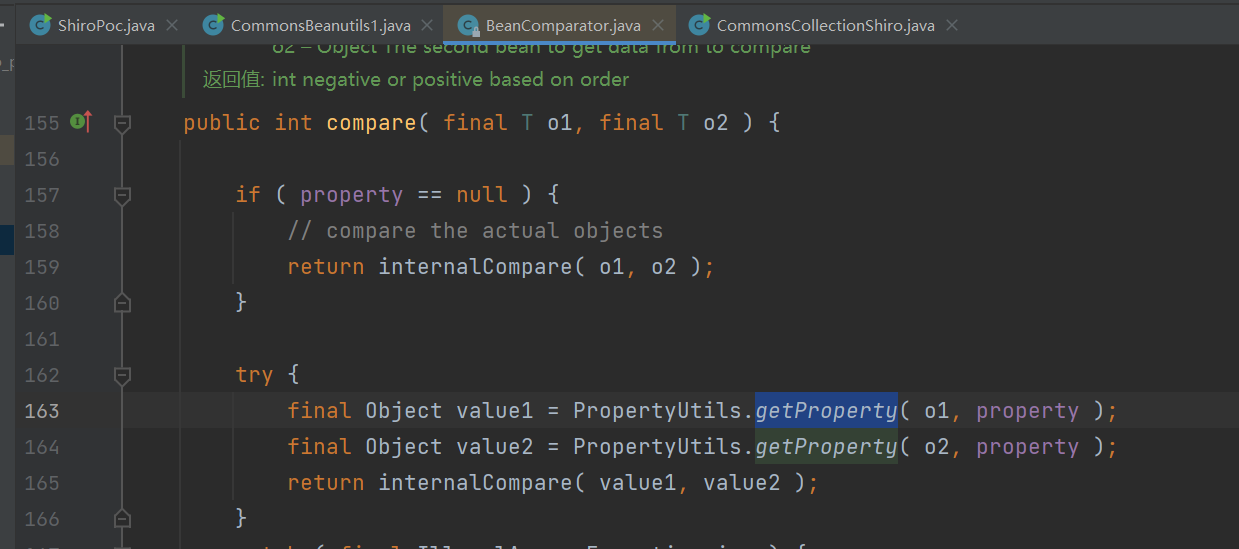 ShiroPoc.java CommonsBeanutils1.java BeanComparator.java CommonsCollectionShiro.java
o2 – Object The second bean to get data from to compare
返回值: int negative or positive based on order
155 public int compare( final T o1, final T o2 ) {
156
157 if ( property == null ) {
158 // compare the actual objects
159 return internalCompare( o1, o2 );
160 }
161
162 try {
163 final Object value1 = PropertyUtils.getProperty( o1, property );
164 final Object value2 = PropertyUtils.getProperty( o2, property );
165 return internalCompare( value1, value2 );
166 }